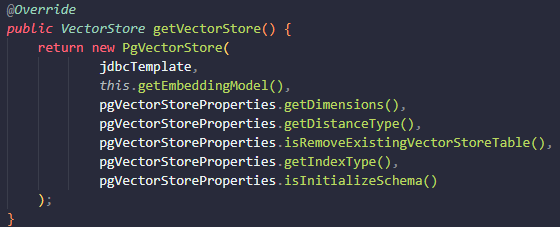 @Override
public VectorStore getVectorStore() {
return new PgVectorStore(
jdbcTemplate,
this.getEmbeddingModel(),
pgVectorStoreProperties.getDimensions(),
pgVectorStoreProperties.getDistanceType(),
pgVectorStoreProperties.isRemoveExistingVectorStoreTable(),
pgVectorStoreProperties.getIndexType(),
pgVectorStoreProperties.isInitializeSchema()
);
}